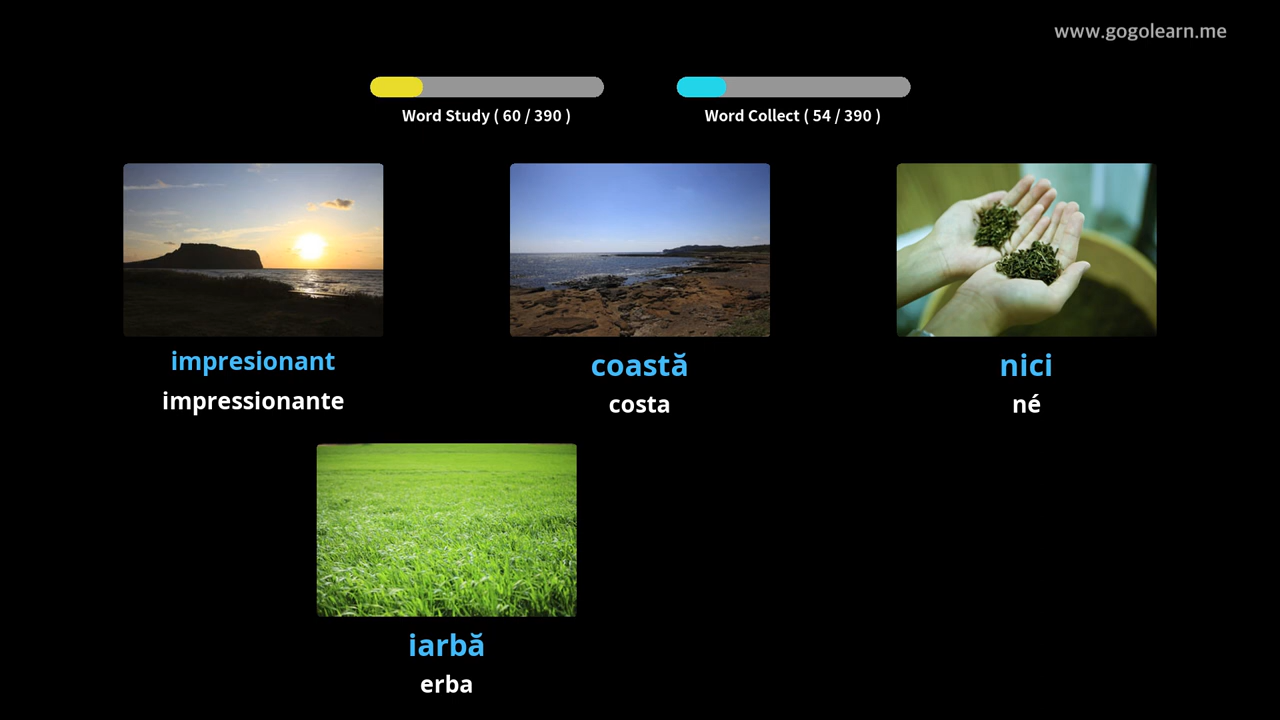 www.gogolearn.me
Word Study ( 60 / 390 )
Word Collect ( 54 / 390 )
impresionant
impressionante
coastă
costa
nici
né
iarbă
erba